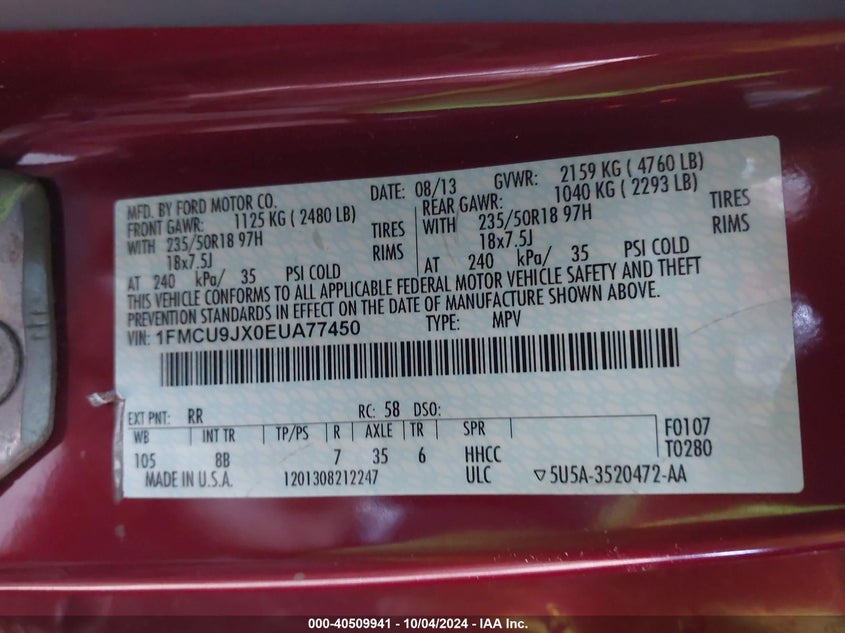 MFD. BY FORD MOTOR CO. DATE: 08/13 GVWR: 2159 KG ( 4760 LB)
FRONT GAWR: 1125 KG ( 2480 LB) REAR GAWR: 1040 KG ( 2293 LB)
WITH 235/50R18 97H TIRES WITH 235/50R18 97H TIRES
18x7.5J RIMS 18x7.5J RIMS
AT 240 kPa/ 35 PSI COLD AT 240 kPa/ 35 PSI COLD
THIS VEHICLE CONFORMS TO ALL APPLICABLE FEDERAL MOTOR VEHICLE SAFETY AND THEFT
PREVENTION STANDARDS IN EFFECT ON THE DATE OF MANUFACTURE SHOWN ABOVE.
VIN: 1FMCU9JX0EUA77450 TYPE: MPV
EXT PNT: RR RC: 58 DSO:
WB INT TR TP/PS R AXLE TR SPR F0107
105 8B 7 35 6 HHCC T0280
MADE IN U.S.A. 1201308212247 ULC ▽5U5A-3520472-AA
000-40509941 - 10/04/2024 - IAA Inc.